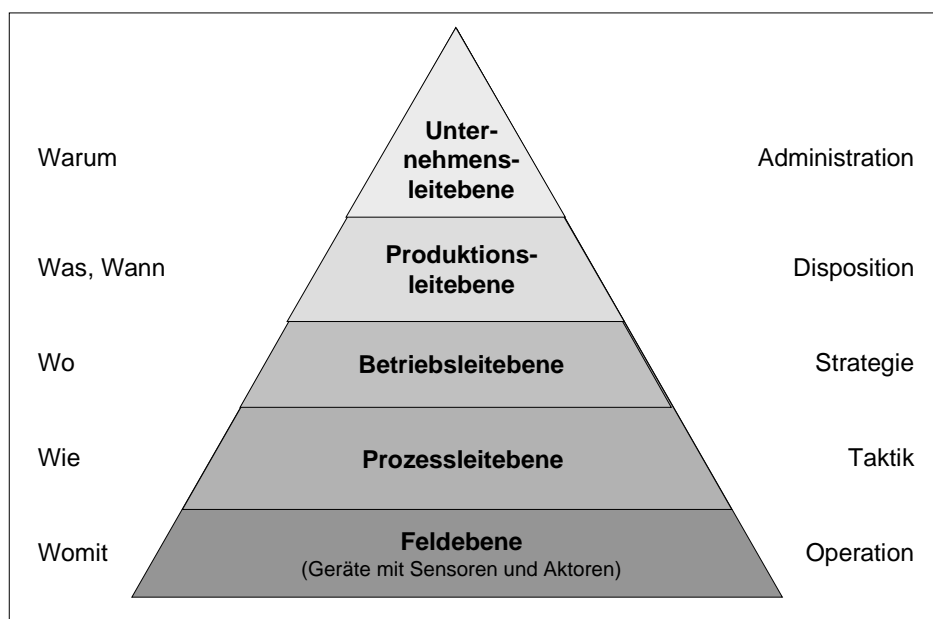 Warum
Unter-
nehmens-
leitebene
Administration
Was, Wann
Produktions-
leitebene
Disposition
Wo
Betriebsleitebene
Strategie
Wie
Prozessleitebene
Taktik
Womit
Feldebene
(Geräte mit Sensoren und Aktoren)
Operation